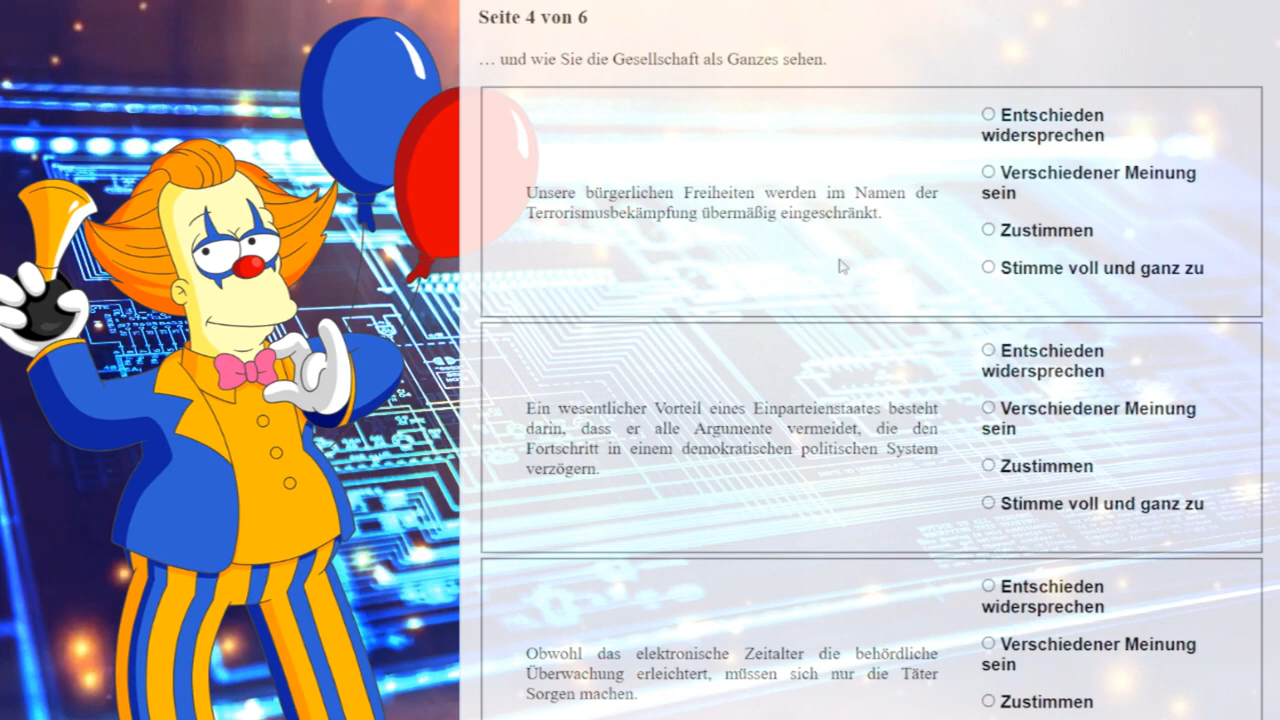 Seite 4 von 6
… und wie Sie die Gesellschaft als Ganzes sehen.
Unsere bürgerlichen Freiheiten werden im Namen der
Terrorismusbekämpfung übermäßig eingeschränkt.
Entschieden
widersprechen
Verschiedener Meinung
sein
Zustimmen
Stimme voll und ganz zu
Ein wesentlicher Vorteil eines Einparteienstaates besteht
darin, dass er alle Argumente vermeidet, die den
Fortschritt in einem demokratischen politischen System
verzögern.
Entschieden
widersprechen
Verschiedener Meinung
sein
Zustimmen
Stimme voll und ganz zu
Obwohl das elektronische Zeitalter die behördliche
Überwachung erleichtert, müssen sich nur die Täter
Sorgen machen.
Entschieden
widersprechen
Verschiedener Meinung
sein
Zustimmen